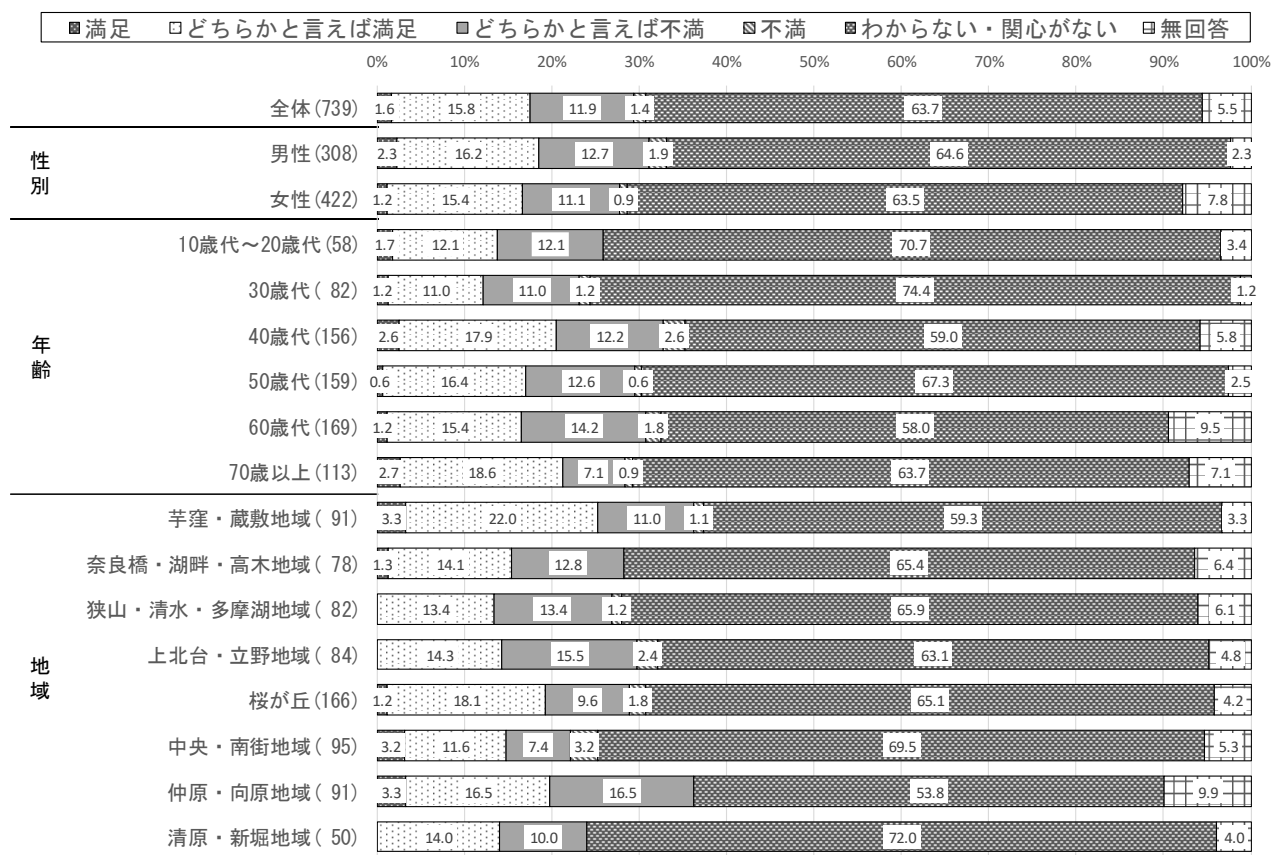 満足 どちらかと言えば満足 どちらかと言えば不満 不満 わからない・関心がない 無回答
0% 10% 20% 30% 40% 50% 60% 70% 80% 90% 100%
全体(739) 1.6 15.8 11.9 1.4 63.7 5.5
性別
男性(308) 2.3 16.2 12.7 1.9 64.6 2.3
女性(422) 1.2 15.4 11.1 0.9 63.5 7.8
年齢
10歳代～20歳代(58) 1.7 12.1 12.1 70.7 3.4
30歳代( 82) 1.2 11.0 11.0 1.2 74.4 1.2
40歳代(156) 2.6 17.9 12.2 2.6 59.0 5.8
50歳代(159) 0.6 16.4 12.6 0.6 67.3 2.5
60歳代(169) 1.2 15.4 14.2 1.8 58.0 9.5
70歳以上(113) 2.7 18.6 7.1 0.9 63.7 7.1
地域
芋窪・蔵敷地域( 91) 3.3 22.0 11.0 1.1 59.3 3.3
奈良橋・湖畔・高木地域( 78) 1.3 14.1 12.8 65.4 6.4
狭山・清水・多摩湖地域( 82) 13.4 13.4 1.2 65.9 6.1
上北台・立野地域( 84) 14.3 15.5 2.4 63.1 4.8
桜が丘(166) 1.2 18.1 9.6 1.8 65.1 4.2
中央・南街地域( 95) 3.2 11.6 7.4 3.2 69.5 5.3
仲原・向原地域( 91) 3.3 16.5 16.5 53.8 9.9
清原・新堀地域( 50) 14.0 10.0 72.0 4.0